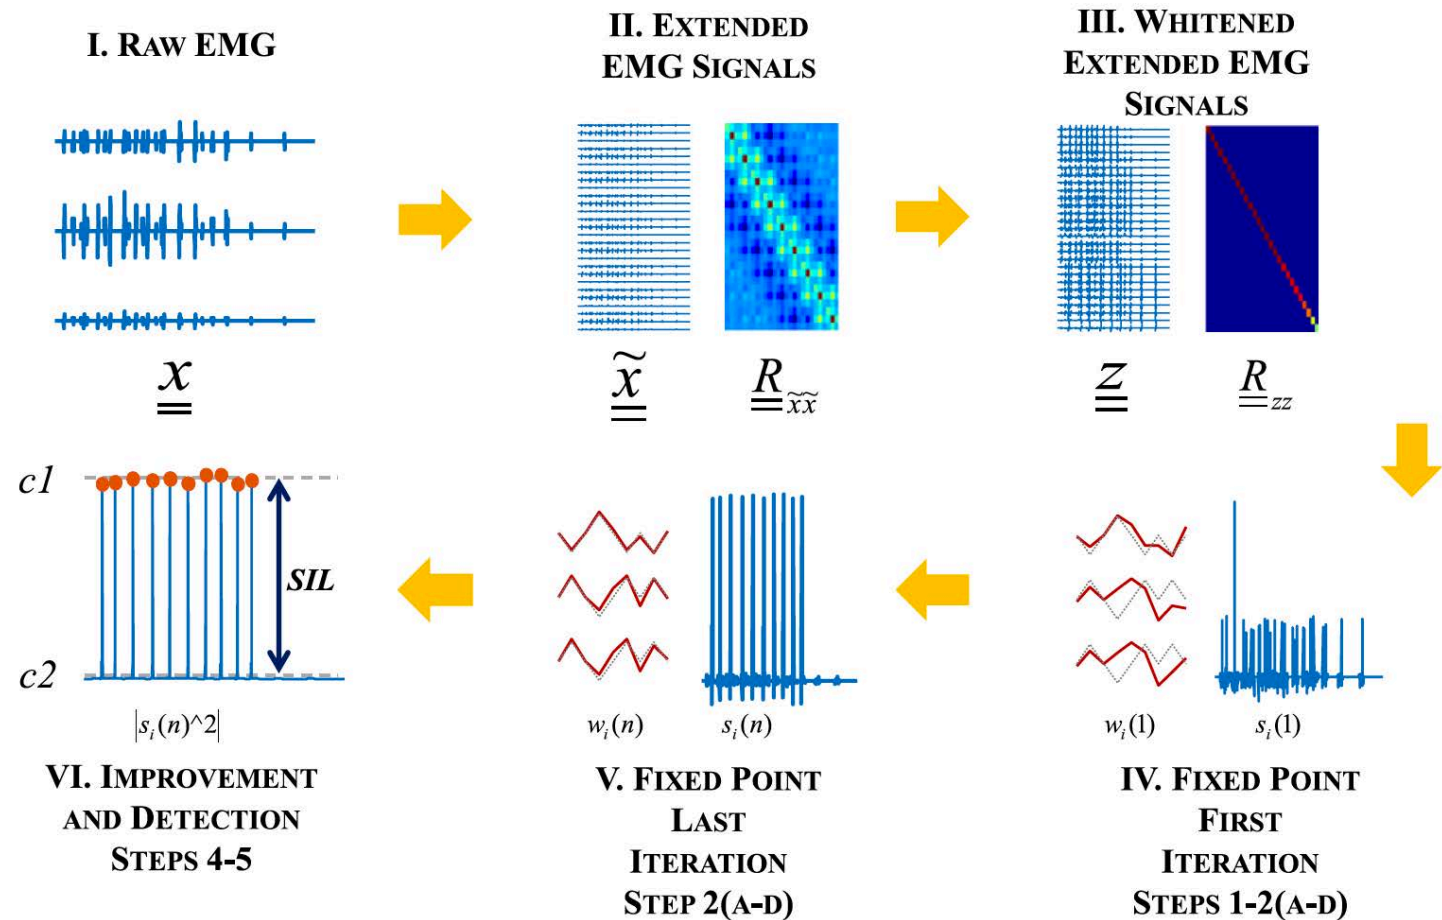 I. RAW EMG
II. EXTENDED
EMG SIGNALS
III. WHITENED
EXTENDED EMG
SIGNALS
x
x̃
R x̃x̃
z
R zz
c1
SIL
c2
|s_i(n)^2|
w_i(n)
s_i(n)
w_i(1)
s_i(1)
VI. IMPROVEMENT
AND DETECTION
STEPS 4-5
V. FIXED POINT
LAST
ITERATION
STEP 2(A-D)
IV. FIXED POINT
FIRST
ITERATION
STEPS 1-2(A-D)